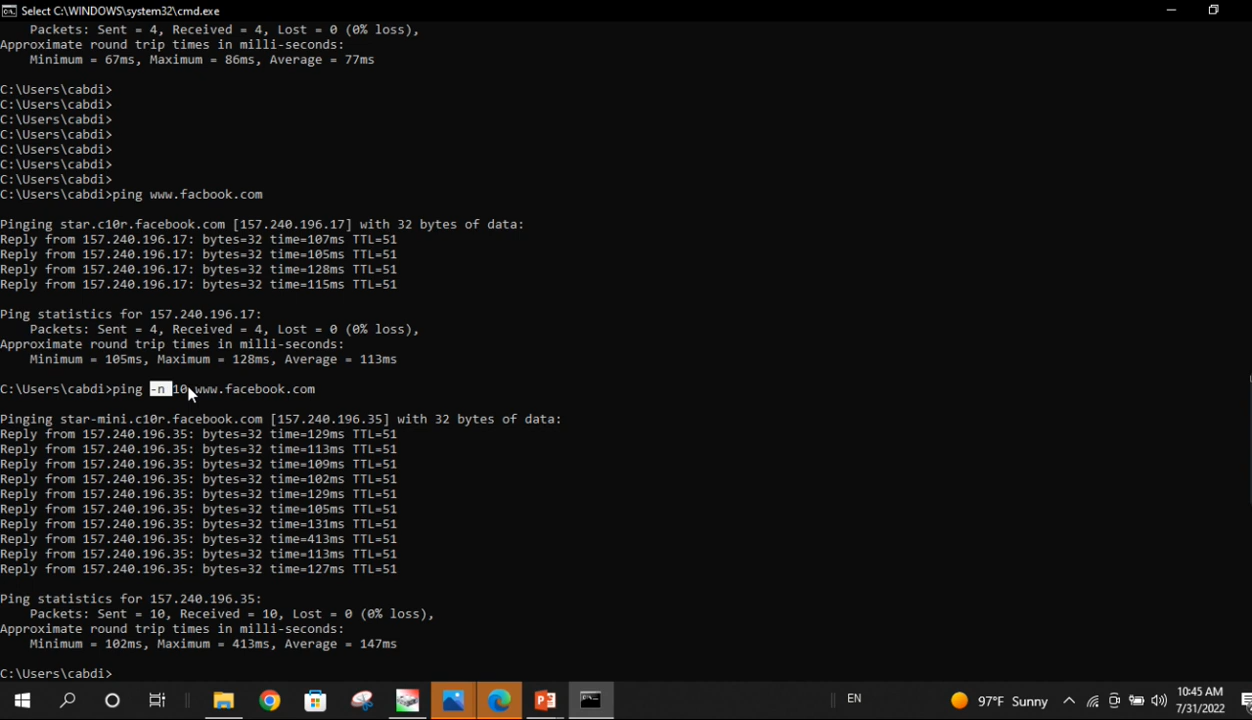 Select C:\WINDOWS\system32\cmd.exe
Packets: Sent = 4, Received = 4, Lost = 0 (0% loss),
Approximate round trip times in milli-seconds:
Minimum = 67ms, Maximum = 86ms, Average = 77ms
C:\Users\cabdi>
C:\Users\cabdi>
C:\Users\cabdi>
C:\Users\cabdi>
C:\Users\cabdi>
C:\Users\cabdi>
C:\Users\cabdi>
C:\Users\cabdi>ping www.facbook.com
Pinging star.c10r.facebook.com [157.240.196.17] with 32 bytes of data:
Reply from 157.240.196.17: bytes=32 time=107ms TTL=51
Reply from 157.240.196.17: bytes=32 time=105ms TTL=51
Reply from 157.240.196.17: bytes=32 time=128ms TTL=51
Reply from 157.240.196.17: bytes=32 time=115ms TTL=51
Ping statistics for 157.240.196.17:
Packets: Sent = 4, Received = 4, Lost = 0 (0% loss),
Approximate round trip times in milli-seconds:
Minimum = 105ms, Maximum = 128ms, Average = 113ms
C:\Users\cabdi>ping -n 10 www.facebook.com
Pinging star-mini.c10r.facebook.com [157.240.196.35] with 32 bytes of data:
Reply from 157.240.196.35: bytes=32 time=129ms TTL=51
Reply from 157.240.196.35: bytes=32 time=113ms TTL=51
Reply from 157.240.196.35: bytes=32 time=109ms TTL=51
Reply from 157.240.196.35: bytes=32 time=102ms TTL=51
Reply from 157.240.196.35: bytes=32 time=129ms TTL=51
Reply from 157.240.196.35: bytes=32 time=105ms TTL=51
Reply from 157.240.196.35: bytes=32 time=131ms TTL=51
Reply from 157.240.196.35: bytes=32 time=413ms TTL=51
Reply from 157.240.196.35: bytes=32 time=113ms TTL=51
Reply from 157.240.196.35: bytes=32 time=127ms TTL=51
Ping statistics for 157.240.196.35:
Packets: Sent = 10, Received = 10, Lost = 0 (0% loss),
Approximate round trip times in milli-seconds:
Minimum = 102ms, Maximum = 413ms, Average = 147ms
C:\Users\cabdi>
EN
97°F Sunny
10:45 AM
7/31/2022